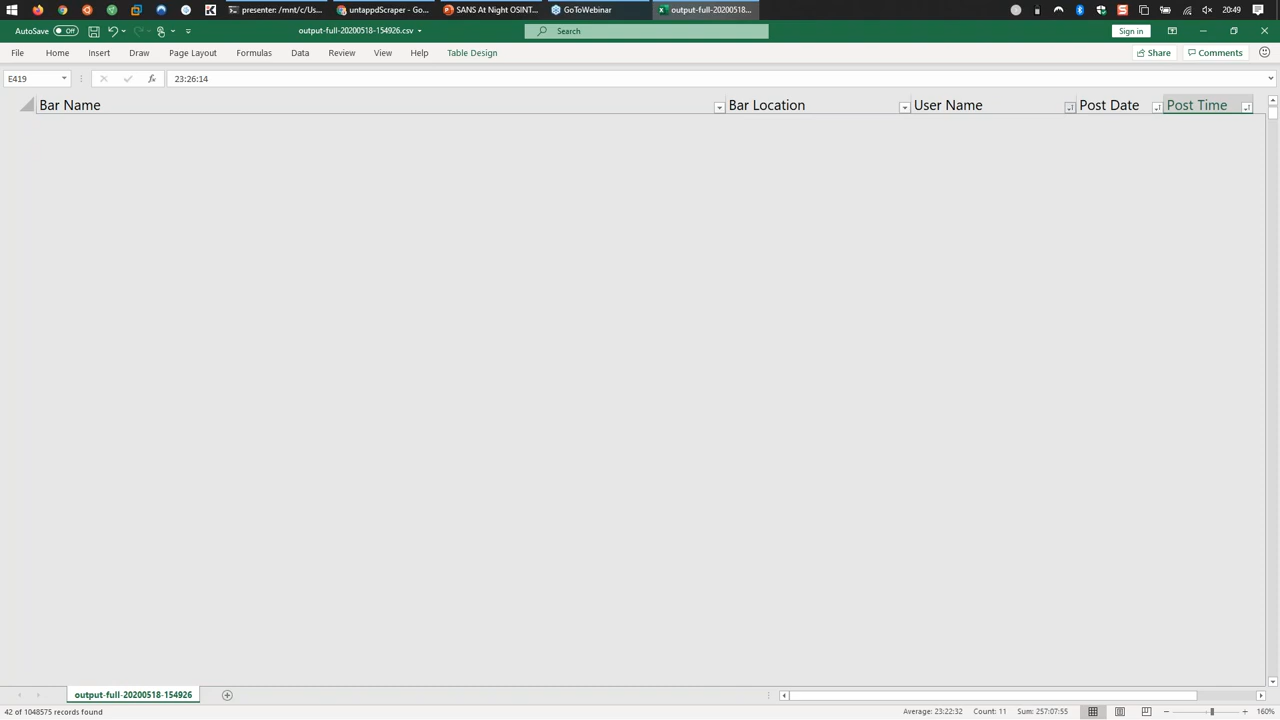 presenter: /mnt/c/Us... untappdScraper - Go... SANS At Night OSINT... GoToWebinar output-full-20200518-... 20:49
AutoSave Off output-full-20200518-154926.csv Search Sign in
File Home Insert Draw Page Layout Formulas Data Review View Help Table Design Share Comments
E419 fx 23:26:14
Bar Name Bar Location User Name Post Date Post Time
output-full-20200518-154926
42 of 1048575 records found Average: 23:22:32 Count: 11 Sum: 257:07:55 160%